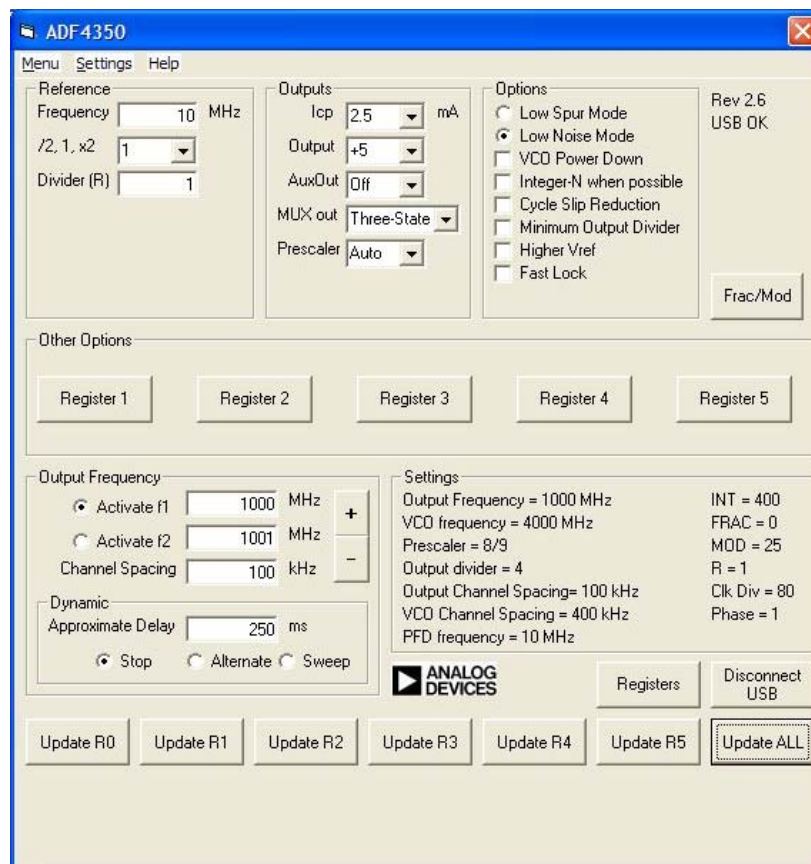 ADF4350
Menu Settings Help
Reference
Frequency 10 MHz
/2, 1, x2 1
Divider (R) 1
Outputs
Icp 2.5 mA
Output +5
AuxOut Off
MUX out Three-State
Prescaler Auto
Options
Low Spur Mode
Low Noise Mode
VCO Power Down
Integer-N when possible
Cycle Slip Reduction
Minimum Output Divider
Higher Vref
Fast Lock
Rev 2.6
USB OK
Frac/Mod
Other Options
Register 1 Register 2 Register 3 Register 4 Register 5
Output Frequency
Activate f1 1000 MHz +
Activate f2 1001 MHz
Channel Spacing 100 kHz −
Dynamic
Approximate Delay 250 ms
Stop Alternate Sweep
Settings
Output Frequency = 1000 MHz
VCO frequency = 4000 MHz
Prescaler = 8/9
Output divider = 4
Output Channel Spacing= 100 kHz
VCO Channel Spacing = 400 kHz
PFD frequency = 10 MHz
INT = 400
FRAC = 0
MOD = 25
R = 1
Clk Div = 80
Phase = 1
ANALOG
DEVICES
Registers
Disconnect
USB
Update R0 Update R1 Update R2 Update R3 Update R4 Update R5 Update ALL